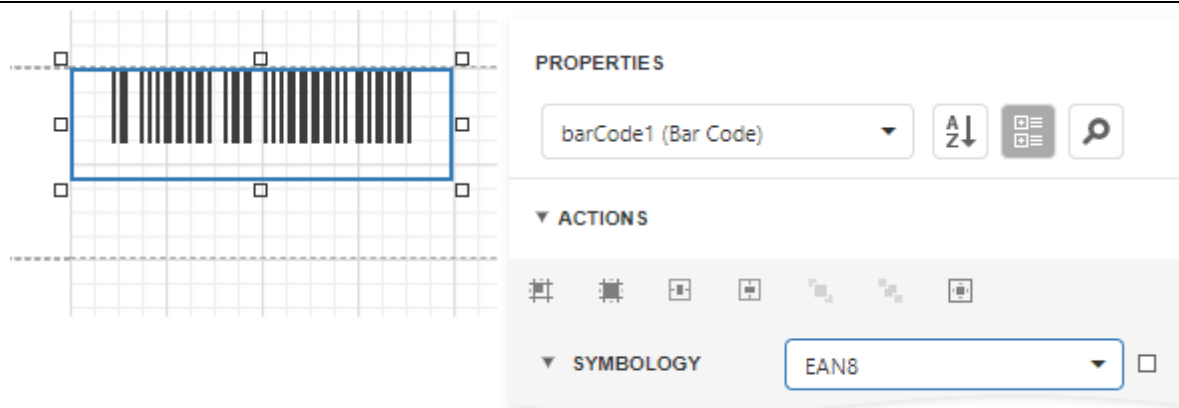 PROPERTIES
barCode1 (Bar Code)
A
Z
ACTIONS
SYMBOLOGY
EAN8